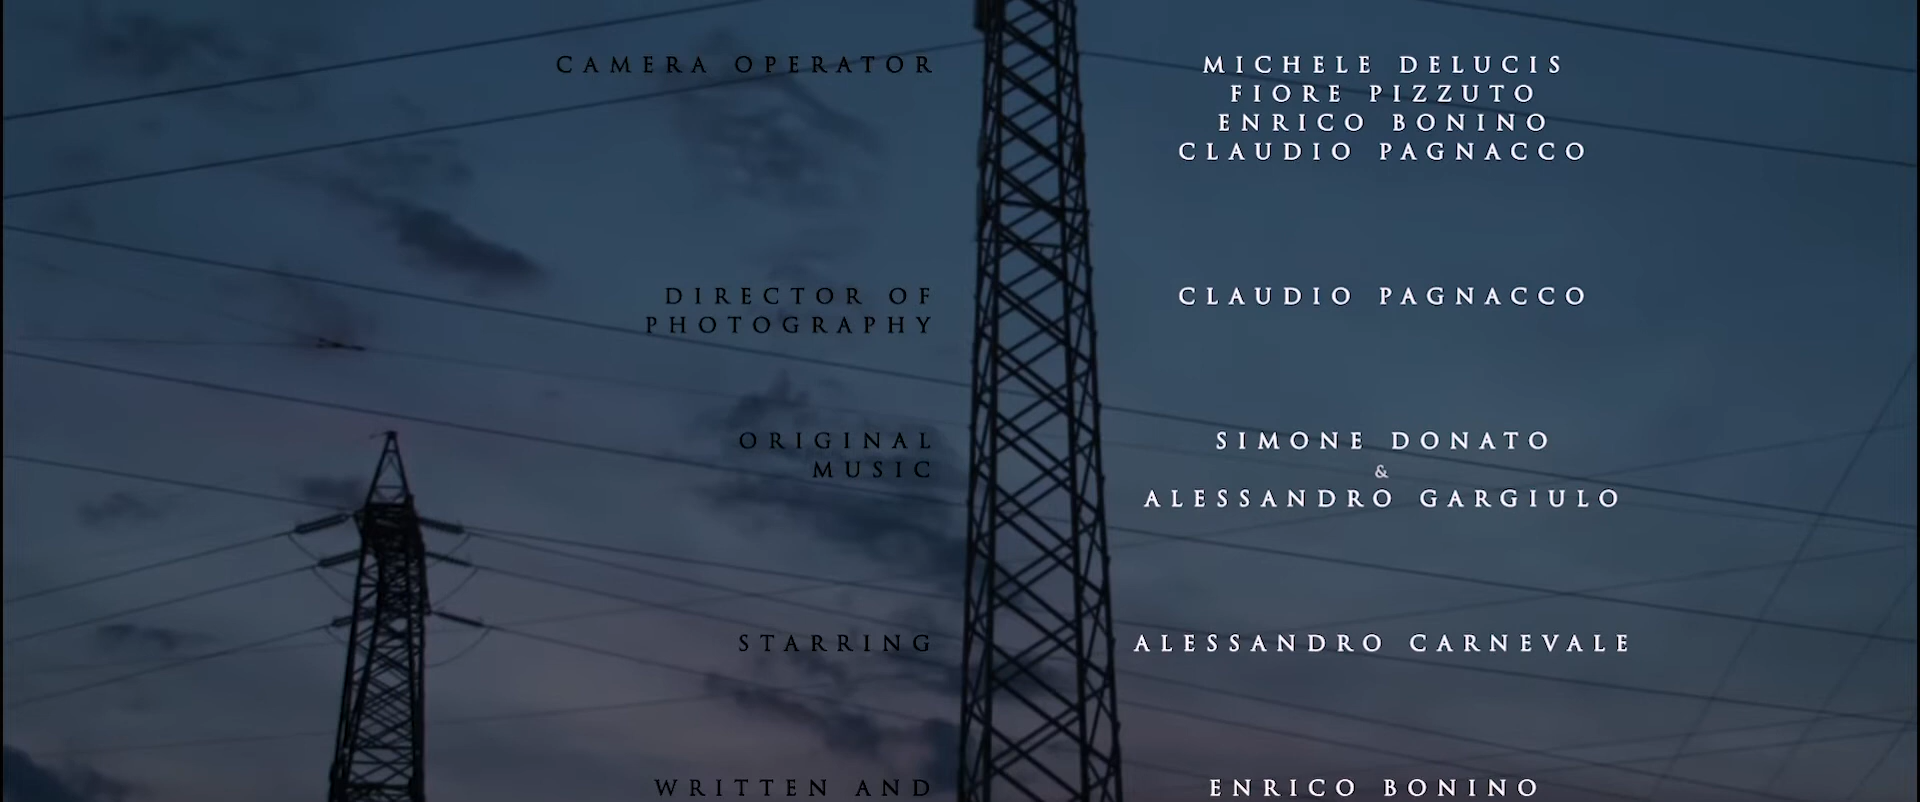 CAMERA OPERATOR MICHELE DELUCIS
FIORE PIZZUTO
ENRICO BONINO
CLAUDIO PAGNACCO
DIRECTOR OF CLAUDIO PAGNACCO
PHOTOGRAPHY
ORIGINAL SIMONE DONATO
MUSIC &
ALESSANDRO GARGIULO
STARRING ALESSANDRO CARNEVALE
WRITTEN AND ENRICO BONINO